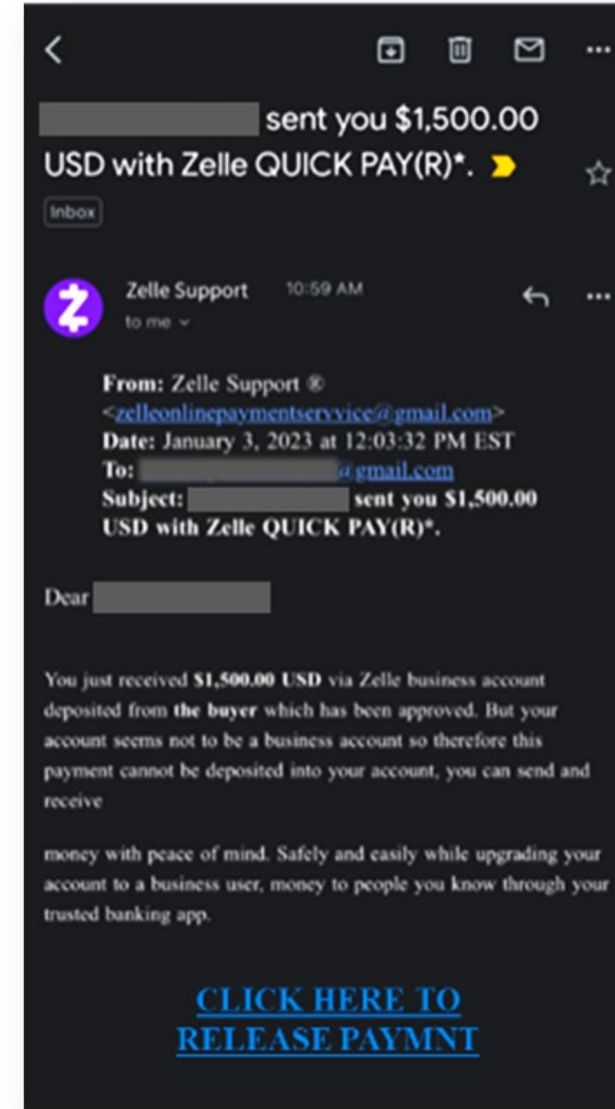 sent you $1,500.00
USD with Zelle QUICK PAY(R)*.
Inbox
Zelle Support 10:59 AM
to me
From: Zelle Support ®
<zelleonlinepaymentservvice@gmail.com>
Date: January 3, 2023 at 12:03:32 PM EST
To: @gmail.com
Subject: sent you $1,500.00
USD with Zelle QUICK PAY(R)*.
Dear
You just received $1,500.00 USD via Zelle business account
deposited from the buyer which has been approved. But your
account seems not to be a business account so therefore this
payment cannot be deposited into your account, you can send and
receive
money with peace of mind. Safely and easily while upgrading your
account to a business user, money to people you know through your
trusted banking app.
CLICK HERE TO
RELEASE PAYMNT